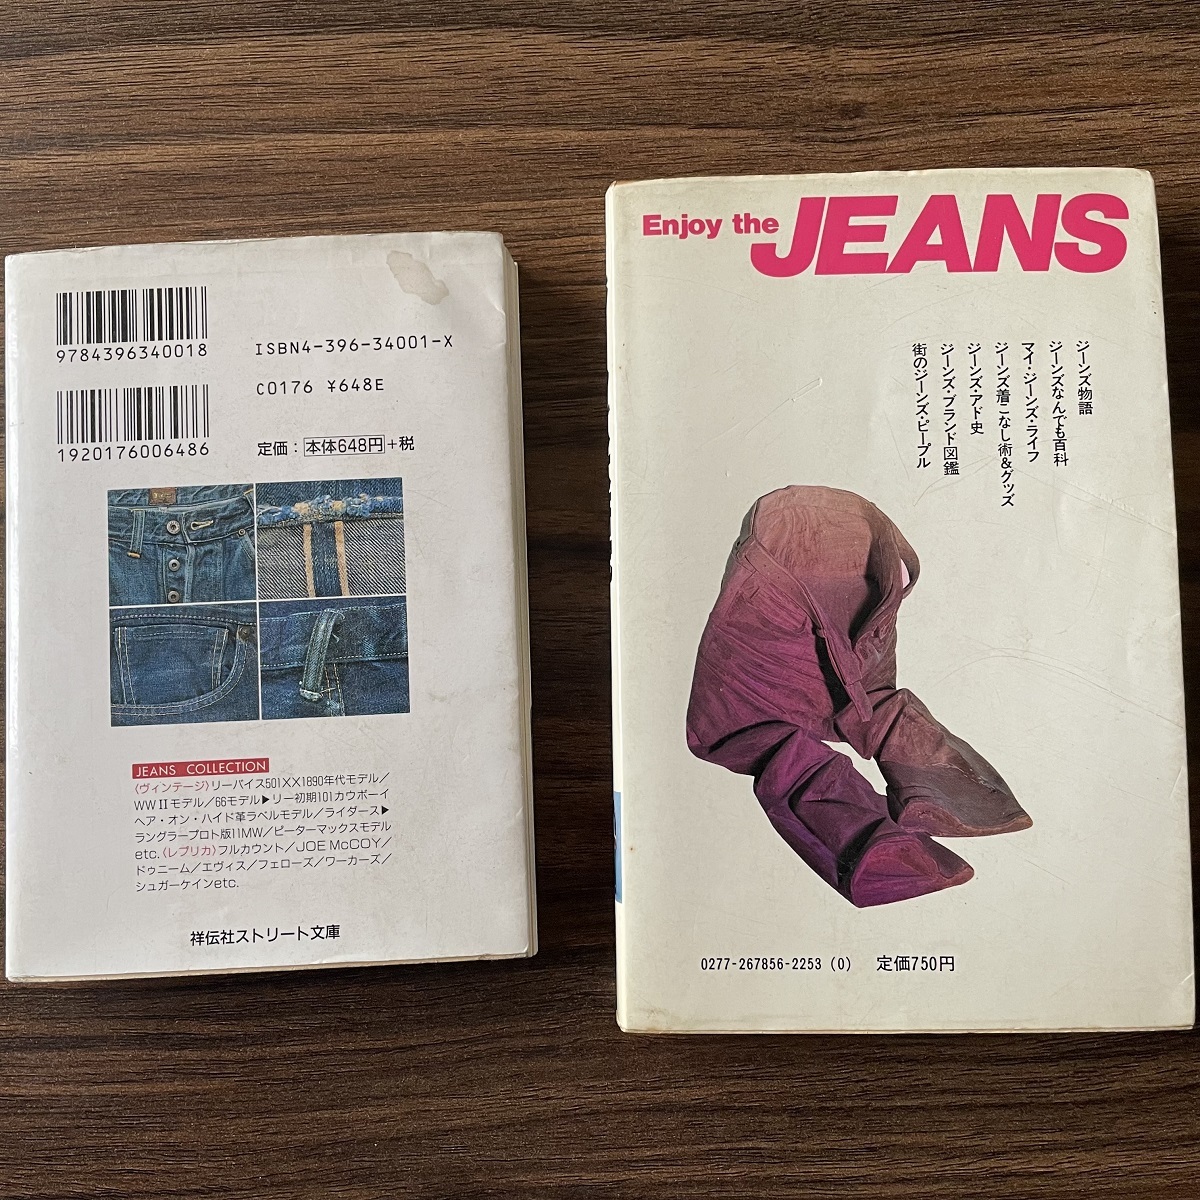 9784396340018
ISBN4-396-34001-X
C0176 ¥648E
1920176006486
定価：本体648円+税
JEANS COLLECTION
〈ヴィンテージ〉リーバイス501XX1890年代モデル／
WWⅡモデル／66モデル▶リー初期101カウボーイ
ヘア・オン・ハイド革ラベルモデル／ライダース▶
ラングラープロト版11MW／ピーターマックスモデル
etc.〈レプリカ〉フルカウント／JOE McCOY／
ドゥニーム／エヴィス／フェローズ／ワーカーズ／
シュガーケインetc.
祥伝社ストリート文庫
Enjoy the JEANS
ジーンズ物語
ジーンズなんでも百科
マイ・ジーンズ・ライフ
ジーンズ着こなし術&グッズ
ジーンズ・アド史
ジーンズ・ブランド図鑑
街のジーンズ・ピープル
0277-267856-2253 (0) 定価750円